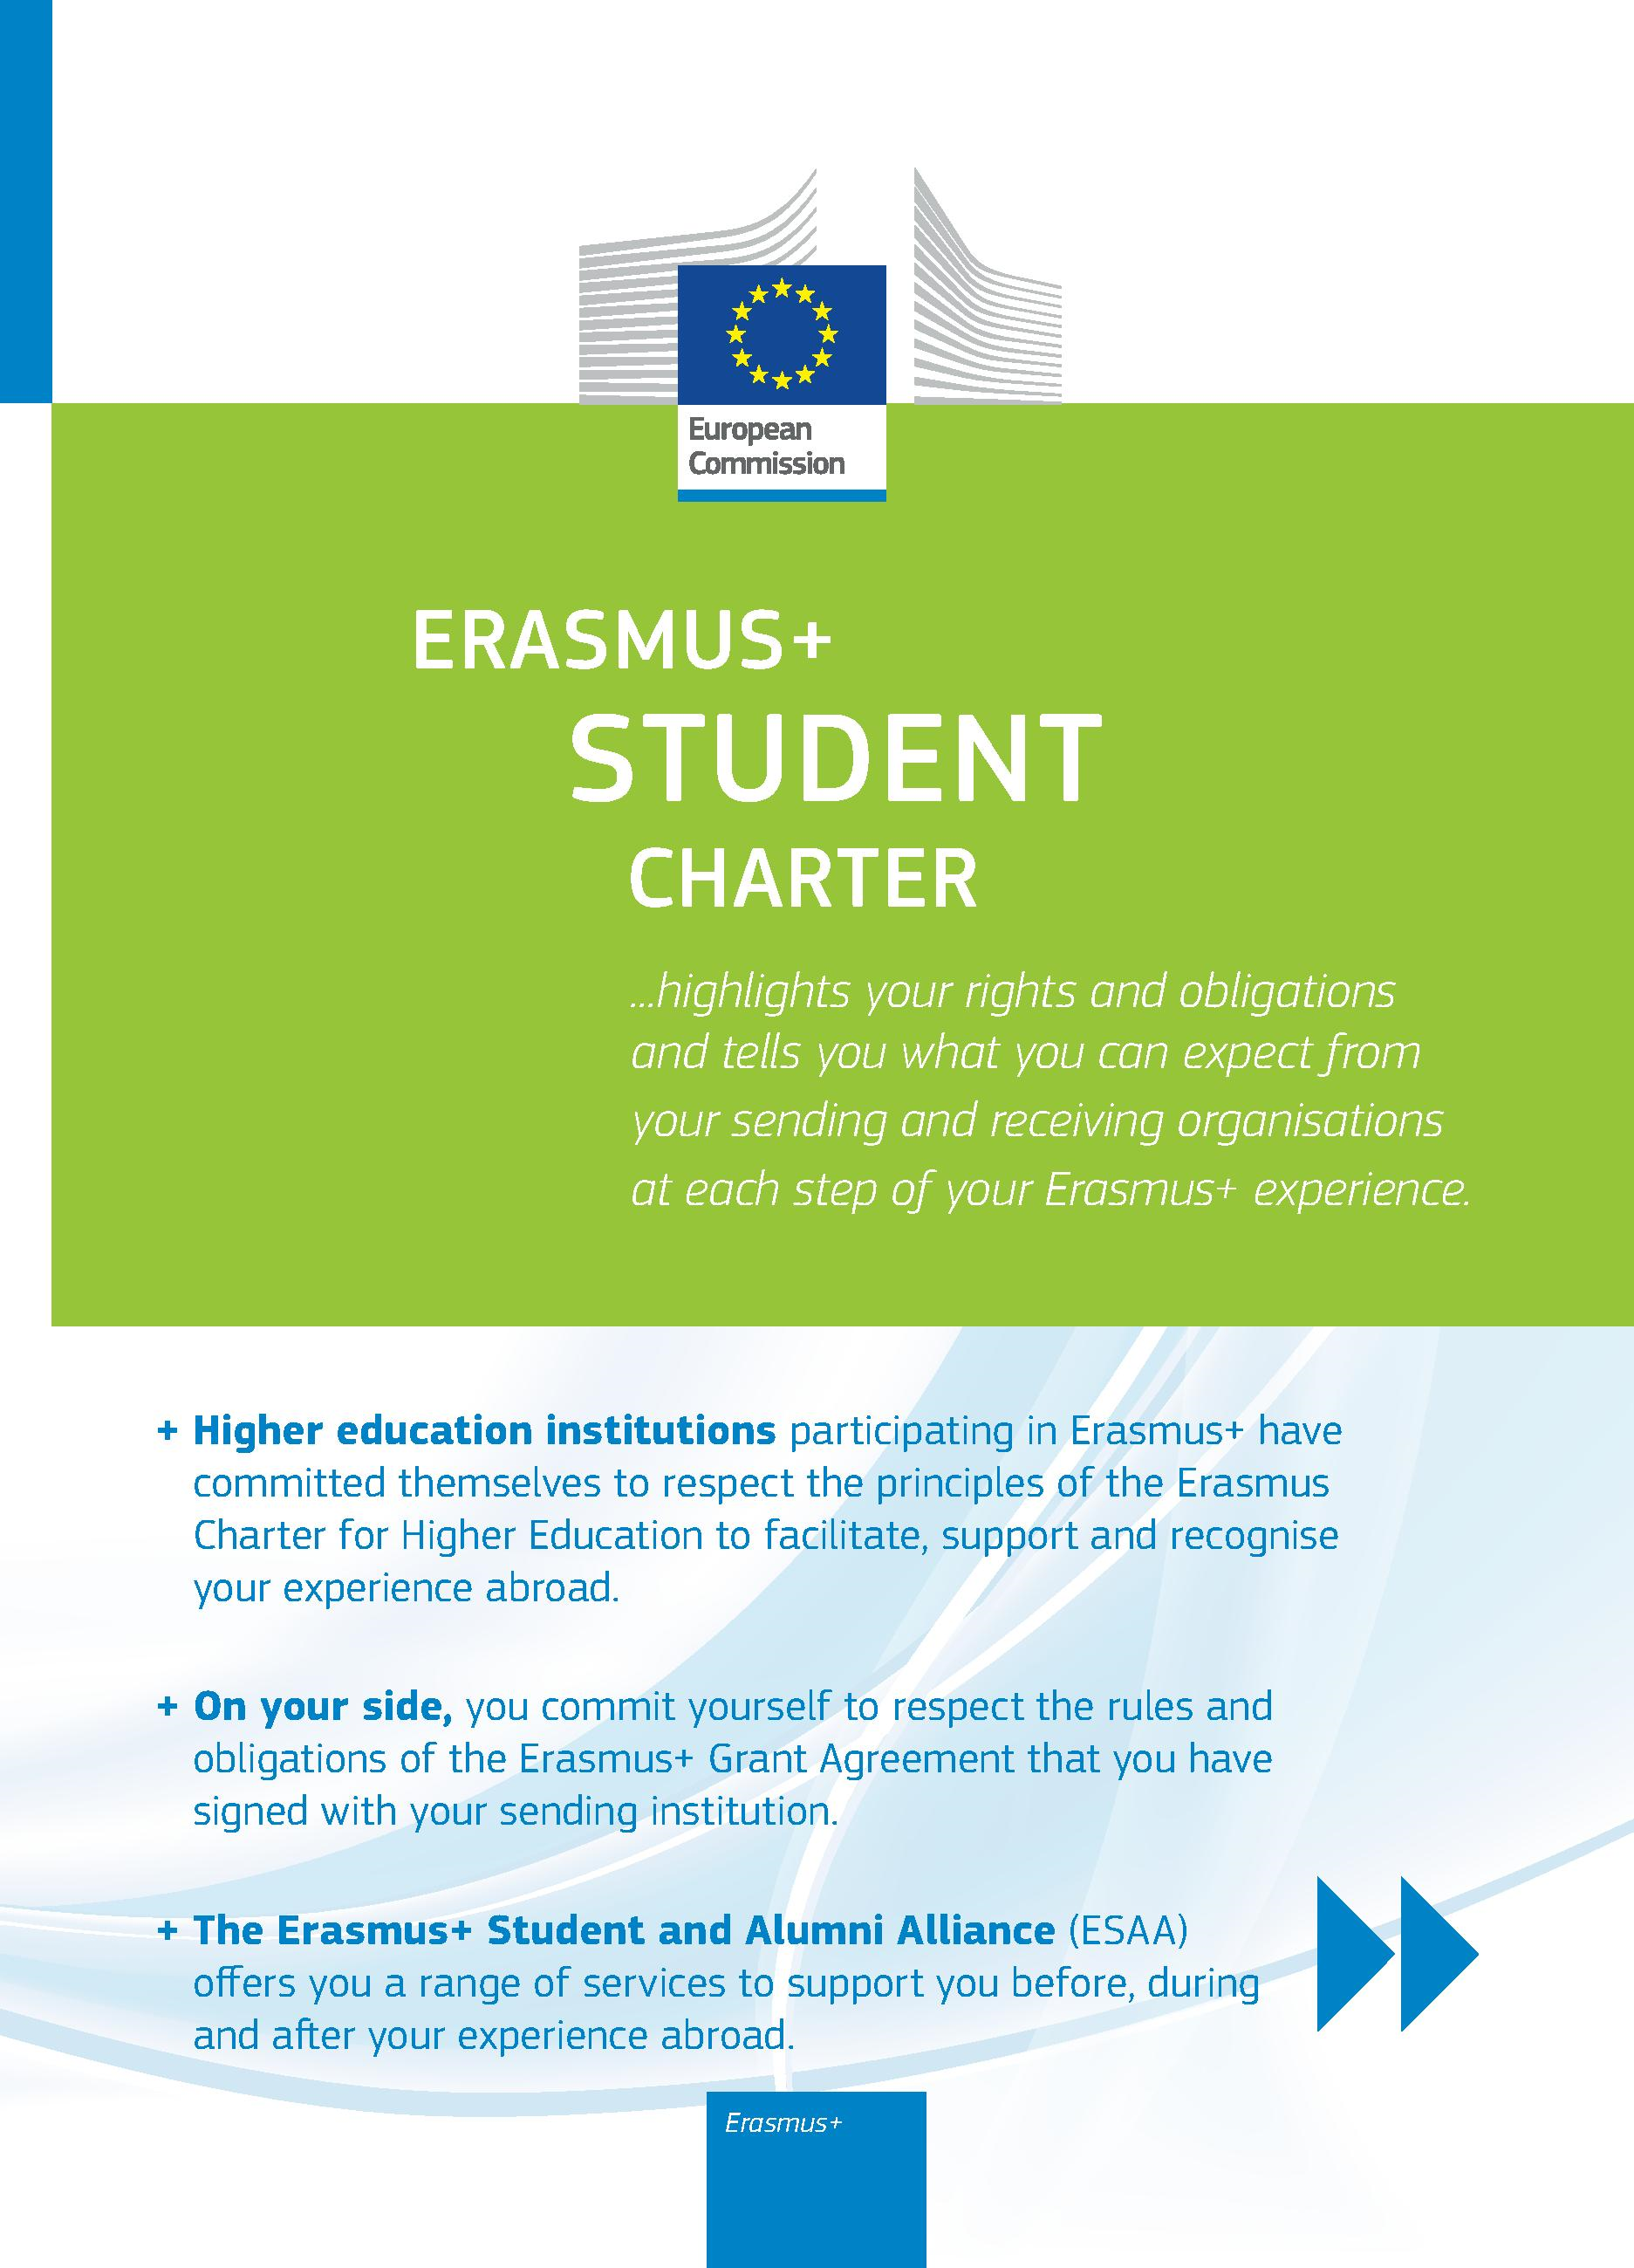 European
Commission
ERASMUS+
STUDENT
CHARTER
...highlights your rights and obligations
and tells you what you can expect from
your sending and receiving organisations
at each step of your Erasmus+ experience.
+ Higher education institutions participating in Erasmus+ have
committed themselves to respect the principles of the Erasmus
Charter for Higher Education to facilitate, support and recognise
your experience abroad.
+ On your side, you commit yourself to respect the rules and
obligations of the Erasmus+ Grant Agreement that you have
signed with your sending institution.
+ The Erasmus+ Student and Alumni Alliance (ESAA)
offers you a range of services to support you before, during
and after your experience abroad.
Erasmus+